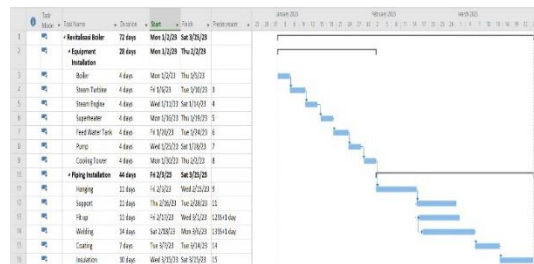 Task Mode Task Name Duration Start Finish Predecessors January 2023 February 2023 March 2023
1 Revitalisasi Boiler 72 days Mon 1/2/23 Sat 3/25/23
2 Equipment Installation 28 days Mon 1/2/23 Thu 2/2/23
3 Boiler 4 days Mon 1/2/23 Thu 1/5/23
4 Steam Turbine 4 days Fri 1/6/23 Tue 1/10/23 3
5 Steam Engine 4 days Wed 1/11/23 Sat 1/14/23 4
6 Superheater 4 days Mon 1/16/23 Thu 1/19/23 5
7 Feed Water Tank 4 days Fri 1/20/23 Tue 1/24/23 6
8 Pump 4 days Wed 1/25/23 Sat 1/28/23 7
9 Cooling Tower 4 days Mon 1/30/23 Thu 2/2/23 8
10 Piping Installation 44 days Fri 2/3/23 Sat 3/25/23
11 Hanging 11 days Fri 2/3/23 Wed 2/15/23 9
12 Support 11 days Thu 2/16/23 Tue 2/28/23 11
13 Fit up 11 days Fri 2/17/23 Wed 3/1/23 12SS+1 day
14 Welding 14 days Sat 2/18/23 Mon 3/6/23 13SS+1 day
15 Coating 7 days Tue 3/7/23 Tue 3/14/23 14
16 Insulation 10 days Wed 3/15/23 Sat 3/25/23 15